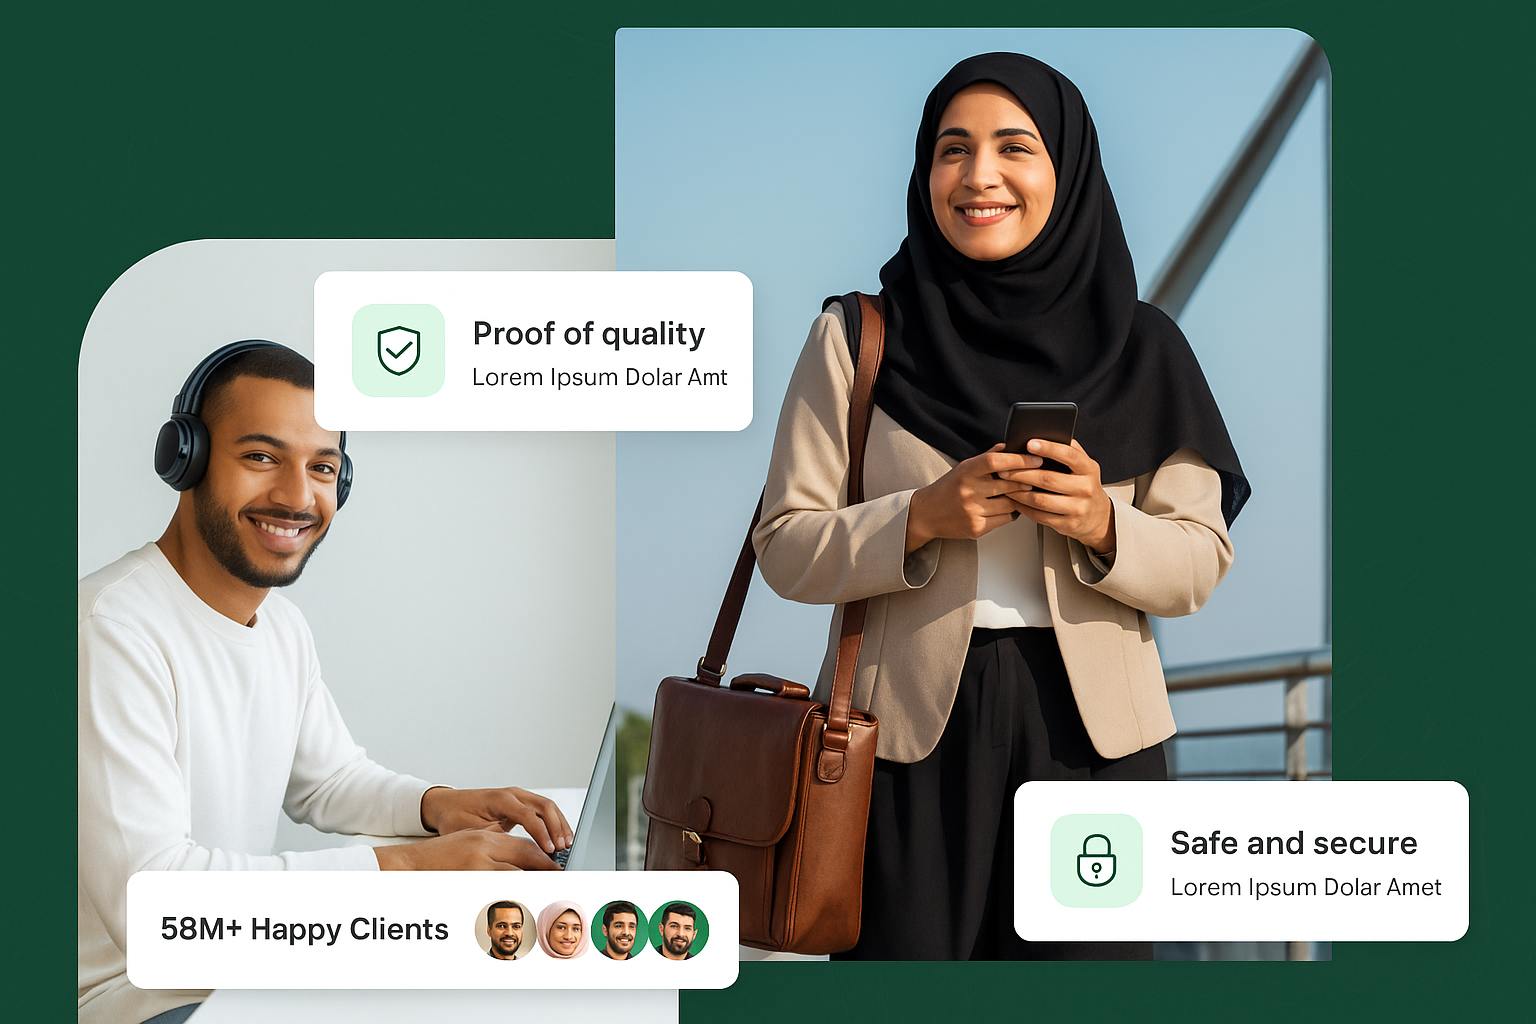 Proof of quality
Lorem Ipsum Dolar Amt
Safe and secure
Lorem Ipsum Dolar Amet
58M+ Happy Clients